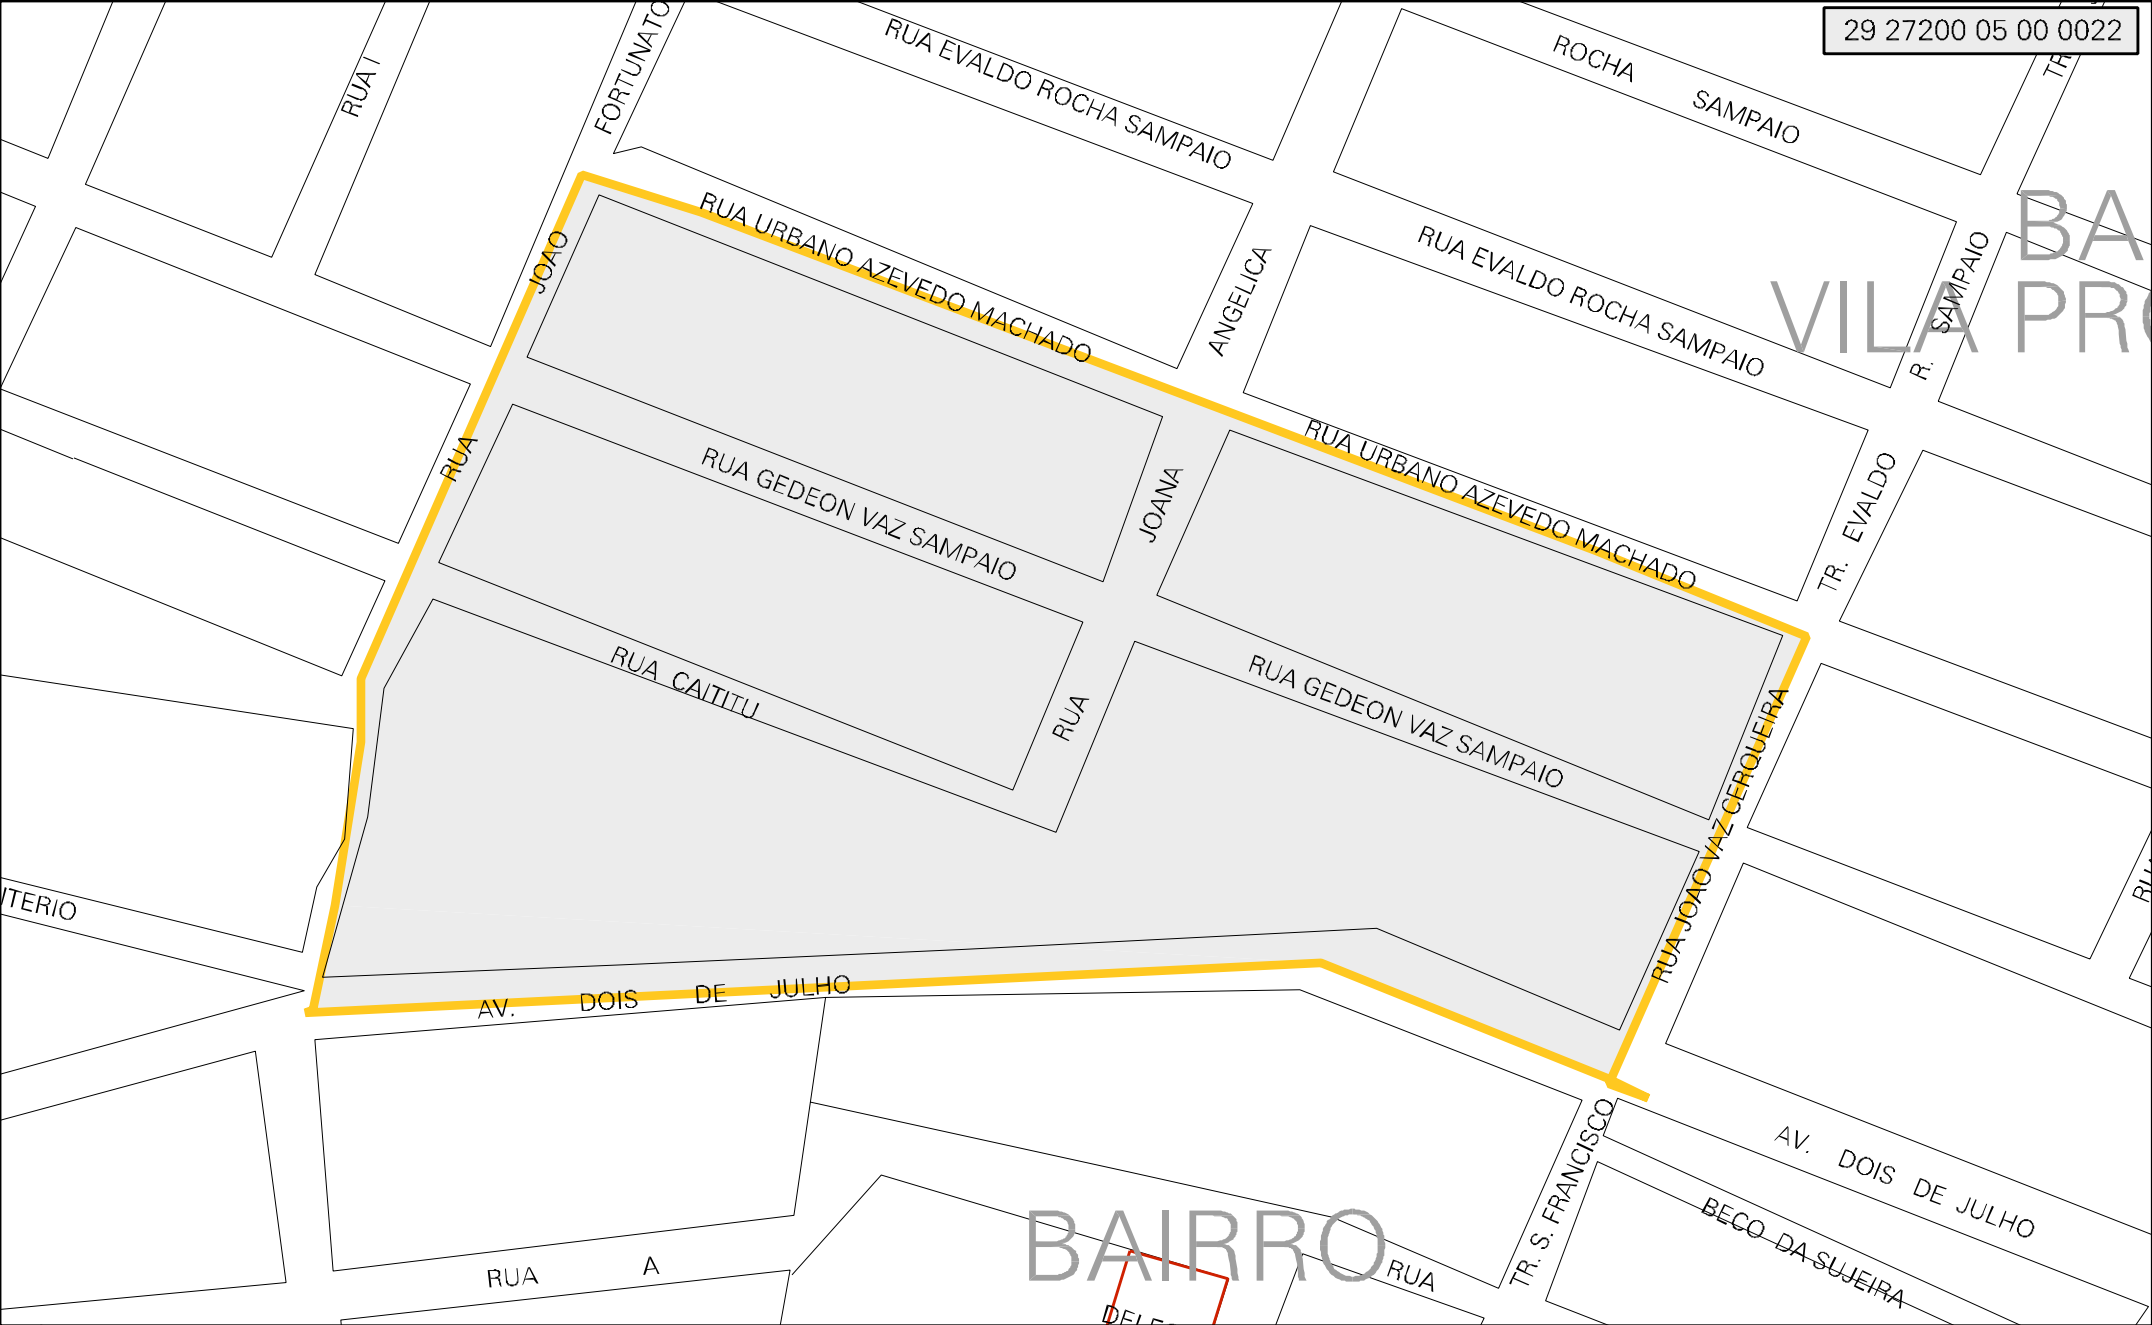 29 27200 05 00 0022
RUA I
FORTUNATO
RUA EVALDO ROCHA SAMPAIO
ROCHA SAMPAIO
TR.
BA
VILA PRO
RUA URBANO AZEVEDO MACHADO
JOAO
ANGELICA
RUA EVALDO ROCHA SAMPAIO
R. SAMPAIO
RUA
RUA GEDEON VAZ SAMPAIO
JOANA
RUA URBANO AZEVEDO MACHADO
TR. EVALDO
RUA CAITITU
RUA
RUA GEDEON VAZ SAMPAIO
RUA JOAO VAZ CERQUEIRA
ITERIO
AV. DOIS DE JULHO
TR. S. FRANCISCO
AV. DOIS DE JULHO
BECO DA SUJEIRA
BAIRRO
RUA A
RUA